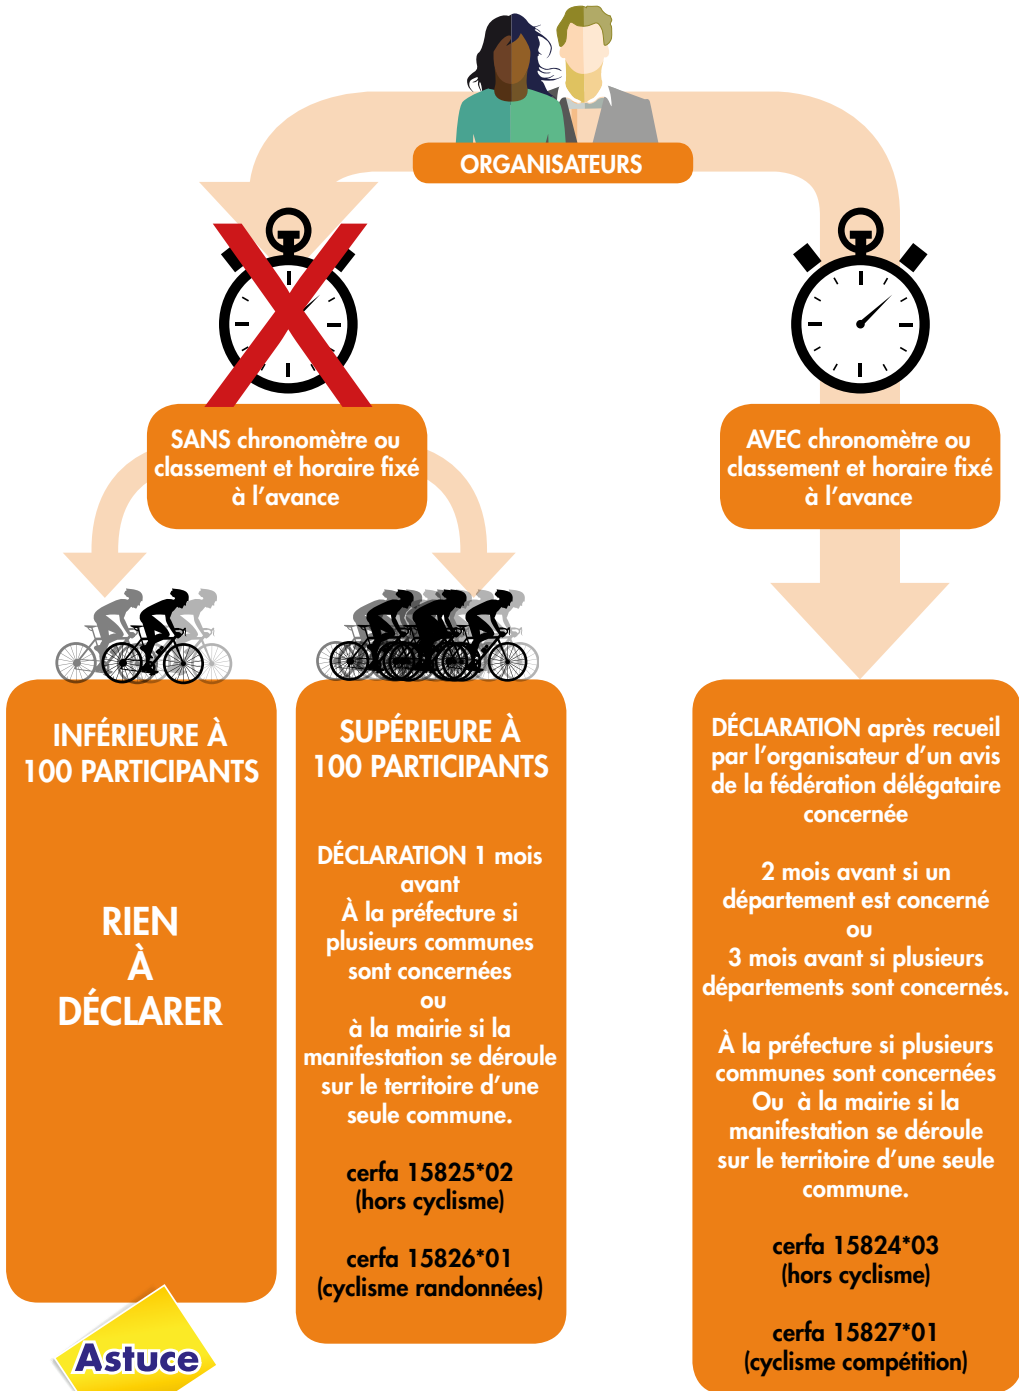 ORGANISATEURS
SANS chronomètre ou
classement et horaire fixé
à l'avance
AVEC chronomètre ou
classement et horaire fixé
à l'avance
INFÉRIEURE À
100 PARTICIPANTS
RIEN
À
DÉCLARER
SUPÉRIEURE À
100 PARTICIPANTS
DÉCLARATION 1 mois
avant
À la préfecture si
plusieurs communes
sont concernées
ou
à la mairie si la
manifestation se déroule
sur le territoire d'une
seule commune.
cerfa 15825*02
(hors cyclisme)
cerfa 15826*01
(cyclisme randonnées)
DÉCLARATION après recueil
par l'organisateur d'un avis
de la fédération délégataire
concernée
2 mois avant si un
département est concerné
ou
3 mois avant si plusieurs
départements sont concernés.
À la préfecture si plusieurs
communes sont concernées
Ou à la mairie si la
manifestation se déroule
sur le territoire d'une seule
commune.
cerfa 15824*03
(hors cyclisme)
cerfa 15827*01
(cyclisme compétition)
Astuce